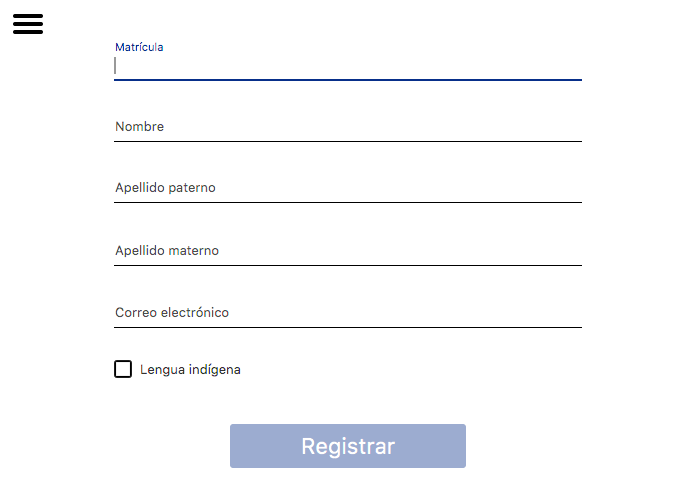 Matrícula
Nombre
Apellido paterno
Apellido materno
Correo electrónico
Lengua indígena
Registrar